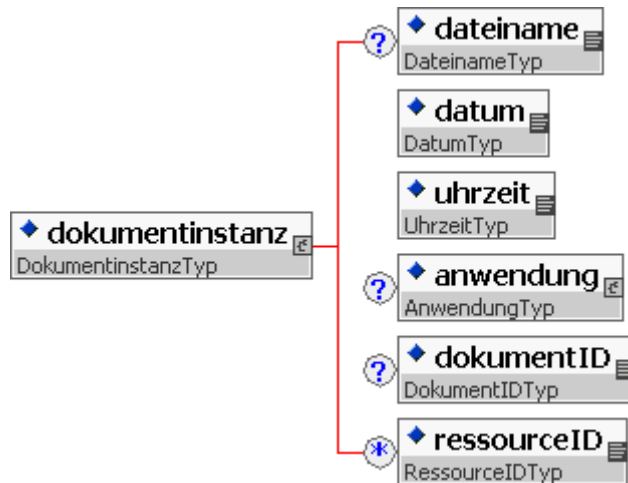 dateiname
DateinameTyp
datum
DatumTyp
uhrzeit
UhrzeitTyp
dokumentinstanz
DokumentinstanzTyp
anwendung
AnwendungTyp
dokumentID
DokumentIDTyp
ressourceID
RessourceIDTyp
?
?
?
*